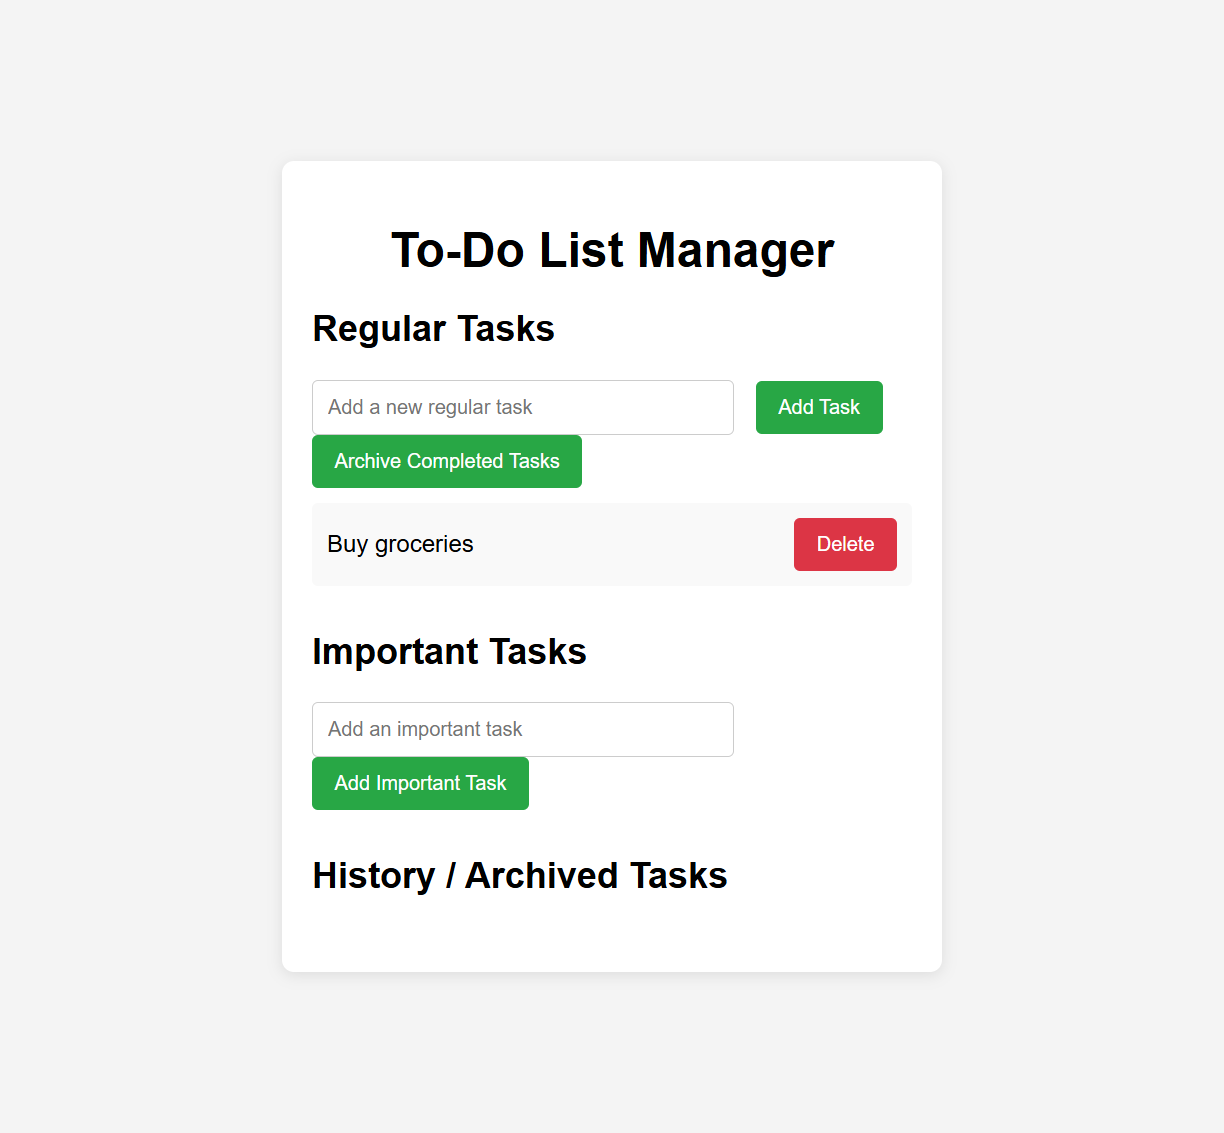 To-Do List Manager
Regular Tasks
Add a new regular task Add Task
Archive Completed Tasks
Buy groceries Delete
Important Tasks
Add an important task
Add Important Task
History / Archived Tasks